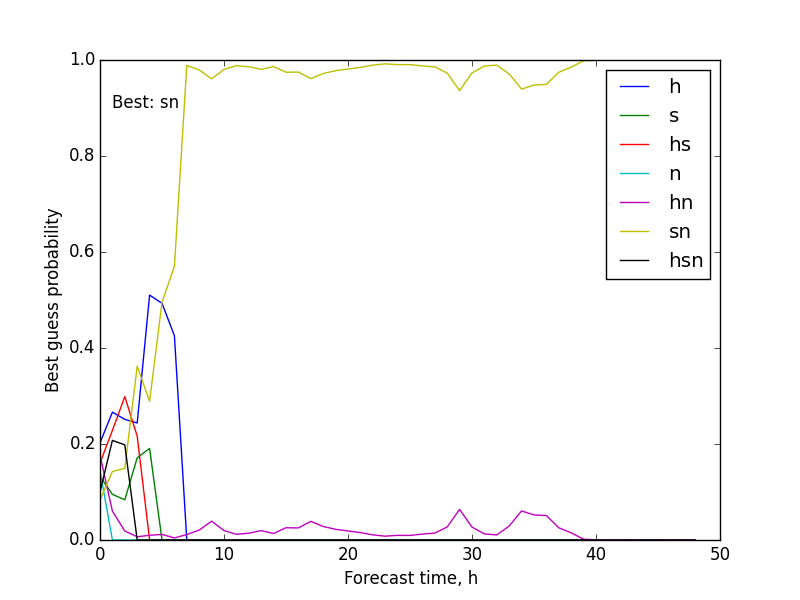 Best: sn
h
s
hs
n
hn
sn
hsn
1.0
0.8
0.6
0.4
0.2
0.0
Best guess probability
0 10 20 30 40 50
Forecast time, h